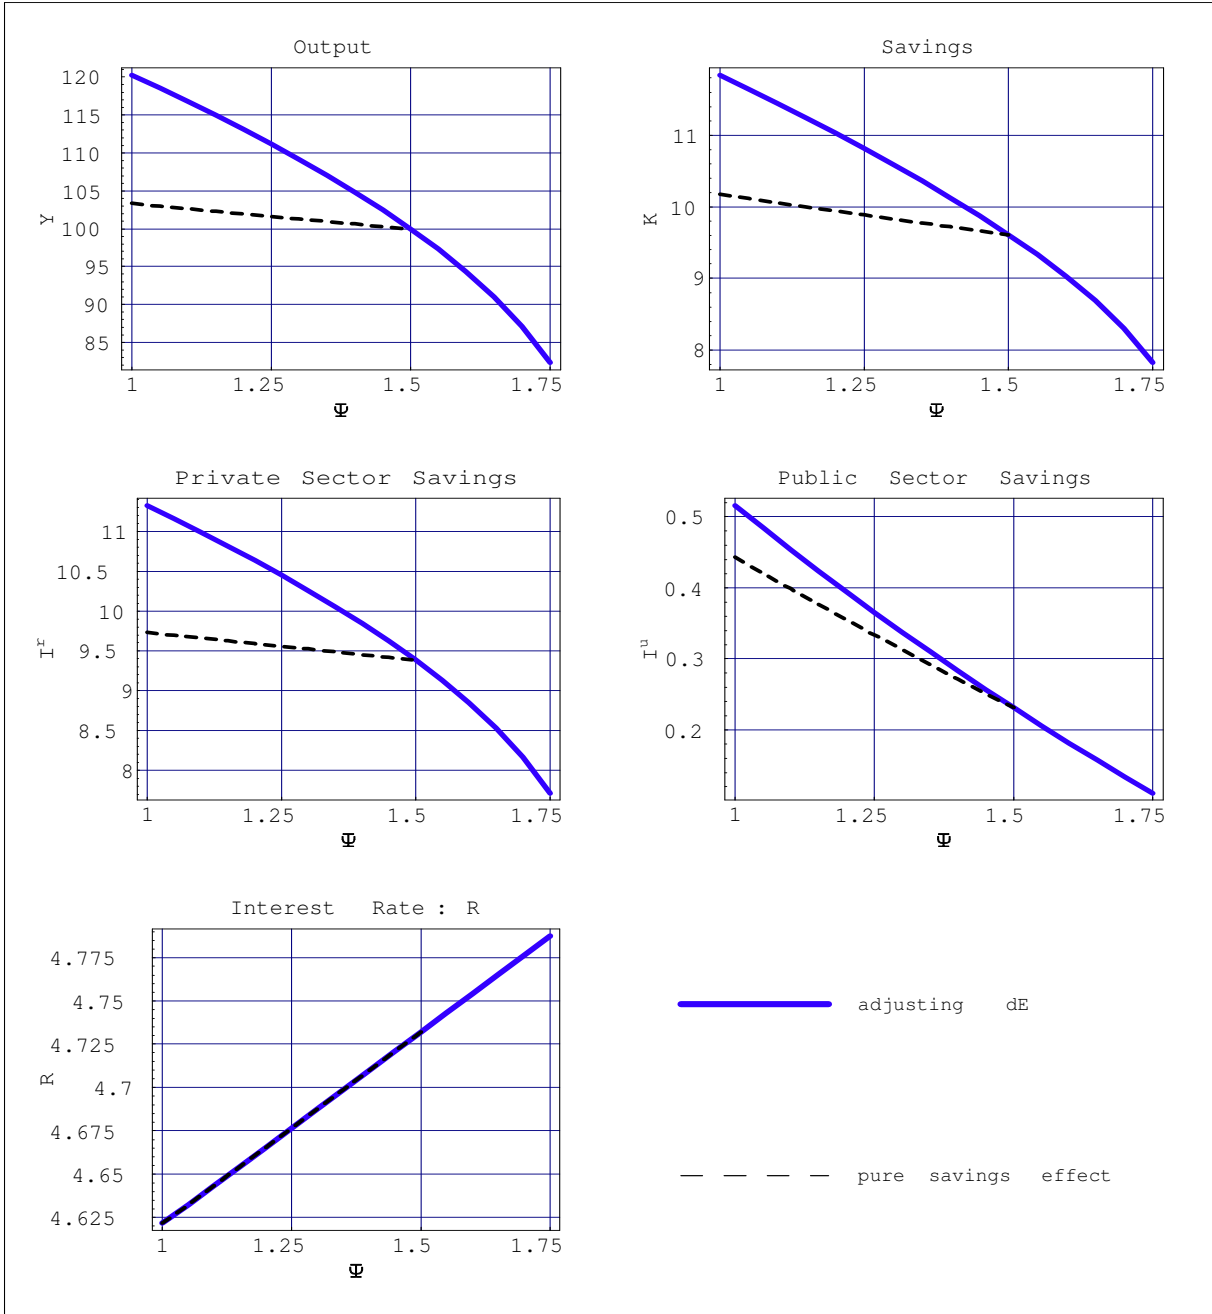 Output
Y
120
115
110
105
100
95
90
85
1 1.25 1.5 1.75
Ψ
Savings
K
11
10
9
8
1 1.25 1.5 1.75
Ψ
Private Sector Savings
I^r
11
10.5
10
9.5
9
8.5
8
1 1.25 1.5 1.75
Ψ
Public Sector Savings
I^u
0.5
0.4
0.3
0.2
1 1.25 1.5 1.75
Ψ
Interest Rate: R
R
4.775
4.75
4.725
4.7
4.675
4.65
4.625
1 1.25 1.5 1.75
Ψ
adjusting dE
pure savings effect